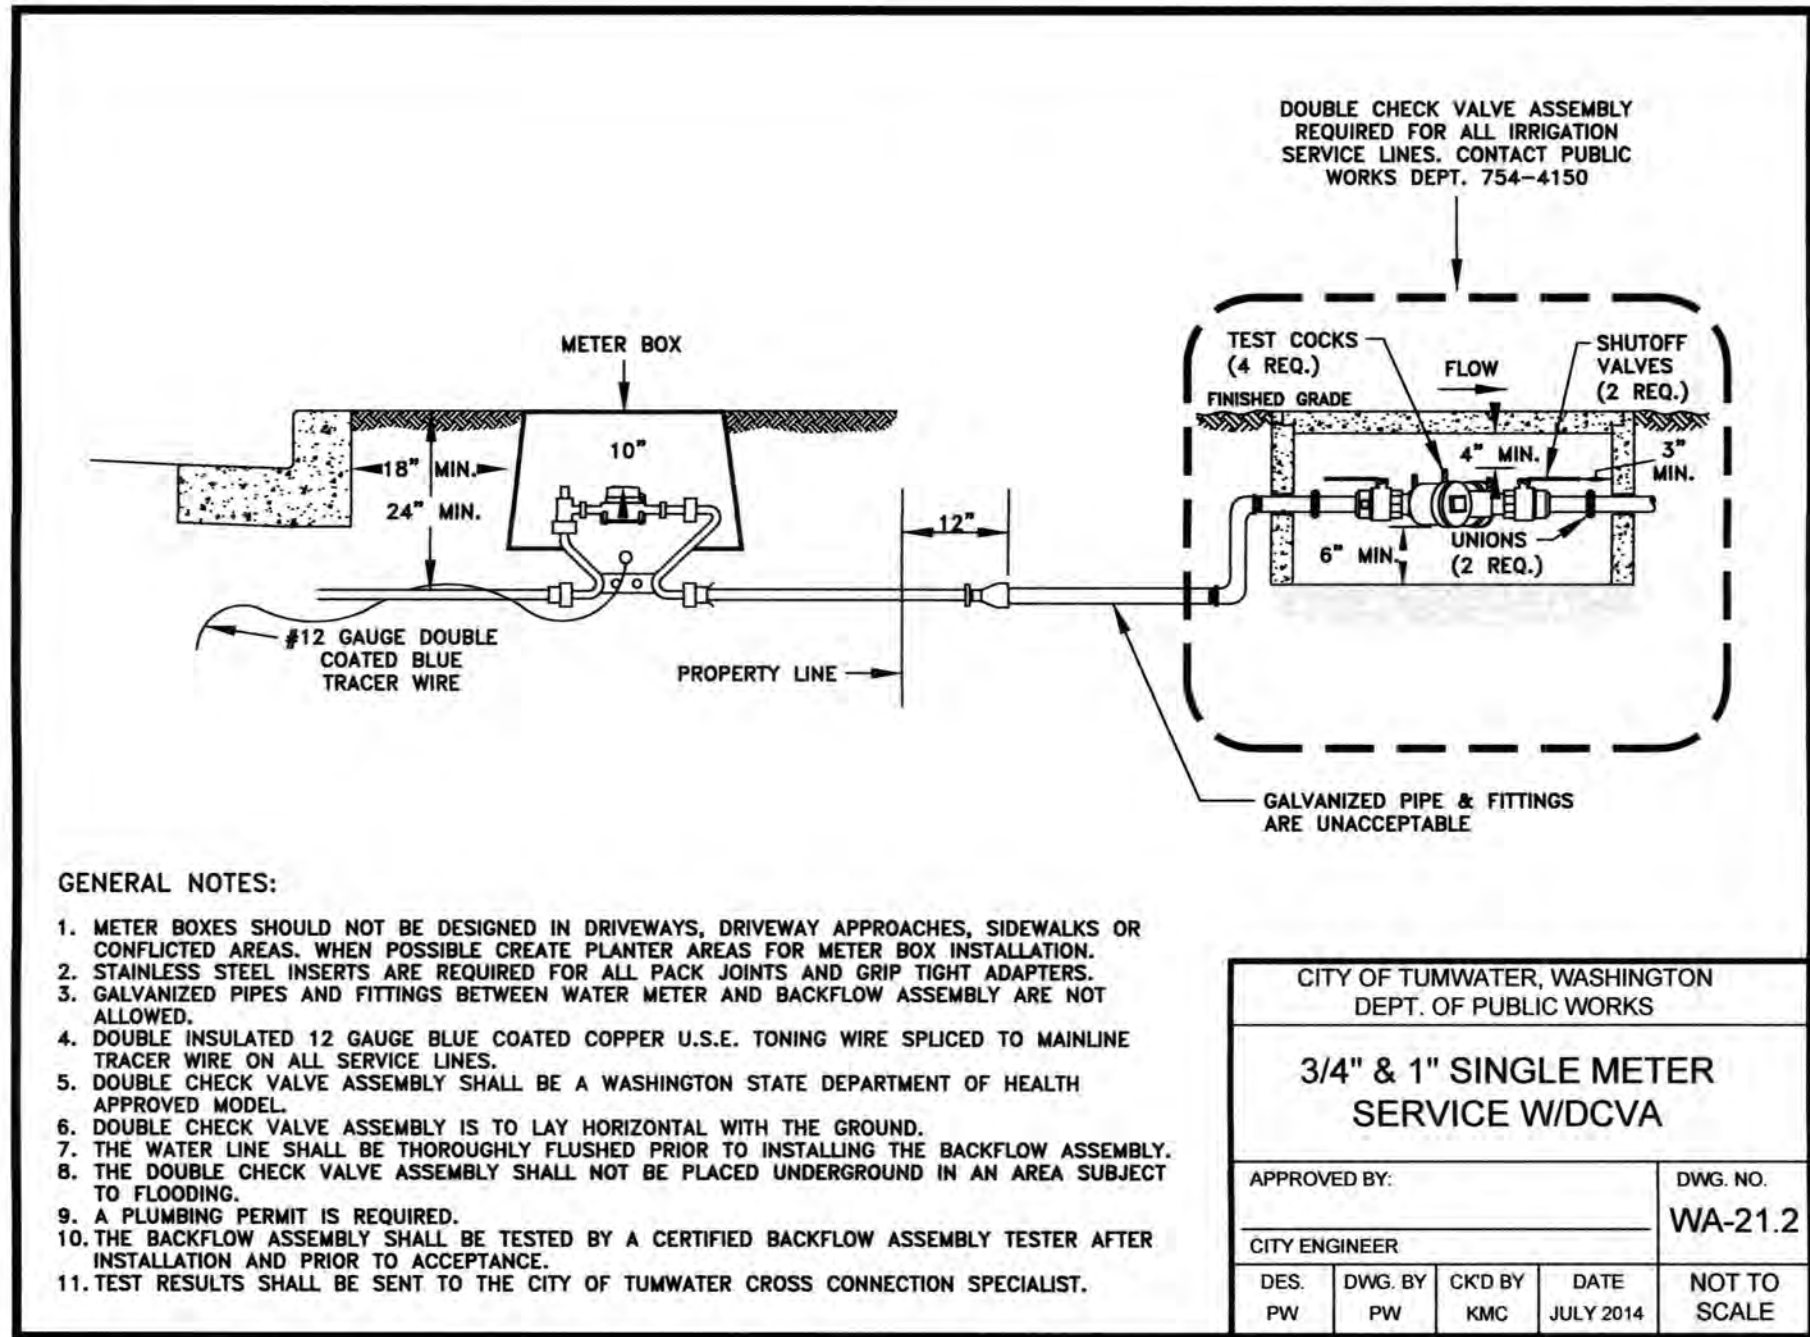 DOUBLE CHECK VALVE ASSEMBLY
REQUIRED FOR ALL IRRIGATION
SERVICE LINES. CONTACT PUBLIC
WORKS DEPT. 754-4150
METER BOX
TEST COCKS
(4 REQ.)
FLOW
SHUTOFF
VALVES
(2 REQ.)
FINISHED GRADE
10"
18" MIN.
24" MIN.
4" MIN.
3"
MIN.
12"
6" MIN.
UNIONS
(2 REQ.)
#12 GAUGE DOUBLE
COATED BLUE
TRACER WIRE
PROPERTY LINE
GALVANIZED PIPE & FITTINGS
ARE UNACCEPTABLE
GENERAL NOTES:
1. METER BOXES SHOULD NOT BE DESIGNED IN DRIVEWAYS, DRIVEWAY APPROACHES, SIDEWALKS OR
CONFLICTED AREAS. WHEN POSSIBLE CREATE PLANTER AREAS FOR METER BOX INSTALLATION.
2. STAINLESS STEEL INSERTS ARE REQUIRED FOR ALL PACK JOINTS AND GRIP TIGHT ADAPTERS.
3. GALVANIZED PIPES AND FITTINGS BETWEEN WATER METER AND BACKFLOW ASSEMBLY ARE NOT
ALLOWED.
4. DOUBLE INSULATED 12 GAUGE BLUE COATED COPPER U.S.E. TONING WIRE SPLICED TO MAINLINE
TRACER WIRE ON ALL SERVICE LINES.
5. DOUBLE CHECK VALVE ASSEMBLY SHALL BE A WASHINGTON STATE DEPARTMENT OF HEALTH
APPROVED MODEL.
6. DOUBLE CHECK VALVE ASSEMBLY IS TO LAY HORIZONTAL WITH THE GROUND.
7. THE WATER LINE SHALL BE THOROUGHLY FLUSHED PRIOR TO INSTALLING THE BACKFLOW ASSEMBLY.
8. THE DOUBLE CHECK VALVE ASSEMBLY SHALL NOT BE PLACED UNDERGROUND IN AN AREA SUBJECT
TO FLOODING.
9. A PLUMBING PERMIT IS REQUIRED.
10. THE BACKFLOW ASSEMBLY SHALL BE TESTED BY A CERTIFIED BACKFLOW ASSEMBLY TESTER AFTER
INSTALLATION AND PRIOR TO ACCEPTANCE.
11. TEST RESULTS SHALL BE SENT TO THE CITY OF TUMWATER CROSS CONNECTION SPECIALIST.
CITY OF TUMWATER, WASHINGTON
DEPT. OF PUBLIC WORKS
3/4" & 1" SINGLE METER
SERVICE W/DCVA
APPROVED BY:
CITY ENGINEER
DWG. NO.
WA-21.2
DES. DWG. BY CK'D BY DATE NOT TO
PW PW KMC JULY 2014 SCALE